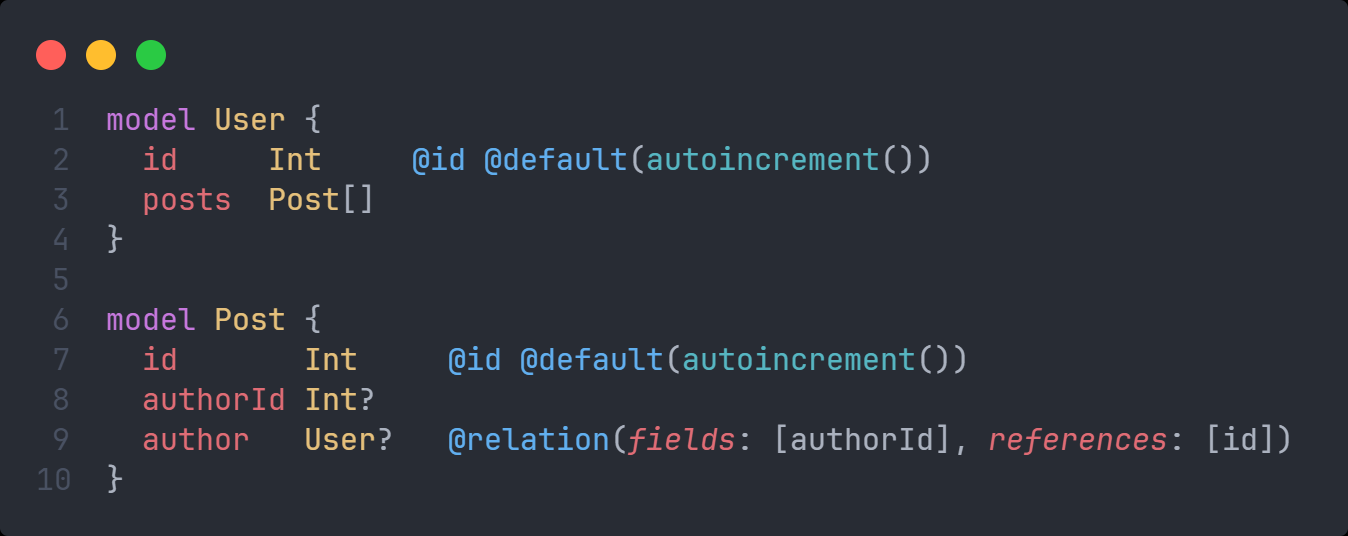 1 model User {
2   id     Int     @id @default(autoincrement())
3   posts  Post[]
4 }
5
6 model Post {
7   id       Int     @id @default(autoincrement())
8   authorId Int?
9   author   User?   @relation(fields: [authorId], references: [id])
10 }